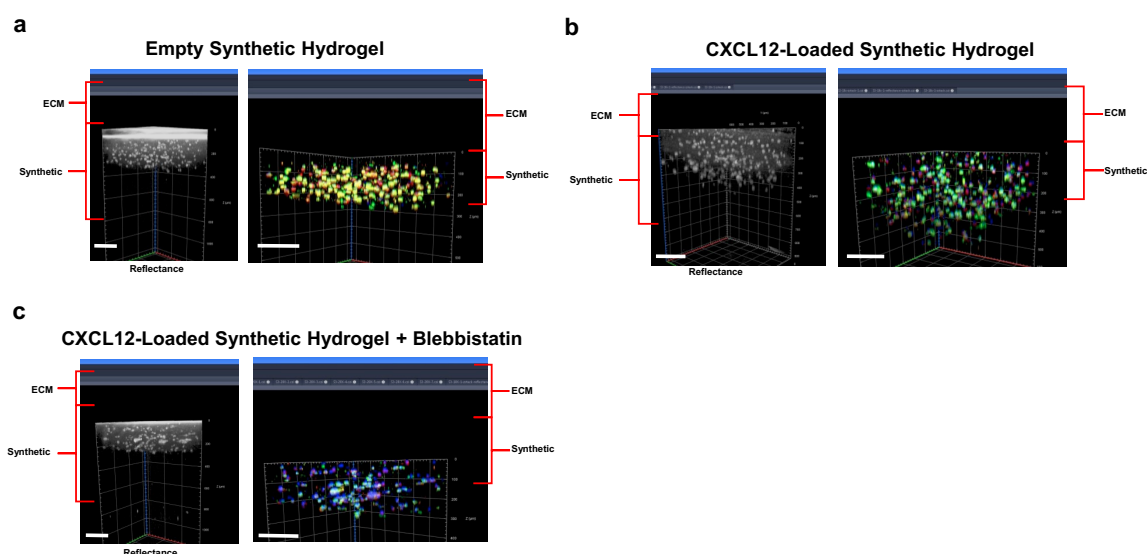 a
Empty Synthetic Hydrogel
ECM
Synthetic
Reflectance
ECM
Synthetic
b
CXCL12-Loaded Synthetic Hydrogel
ECM
Synthetic
Reflectance
ECM
Synthetic
c
CXCL12-Loaded Synthetic Hydrogel + Blebbistatin
ECM
Synthetic
Reflectance
ECM
Synthetic